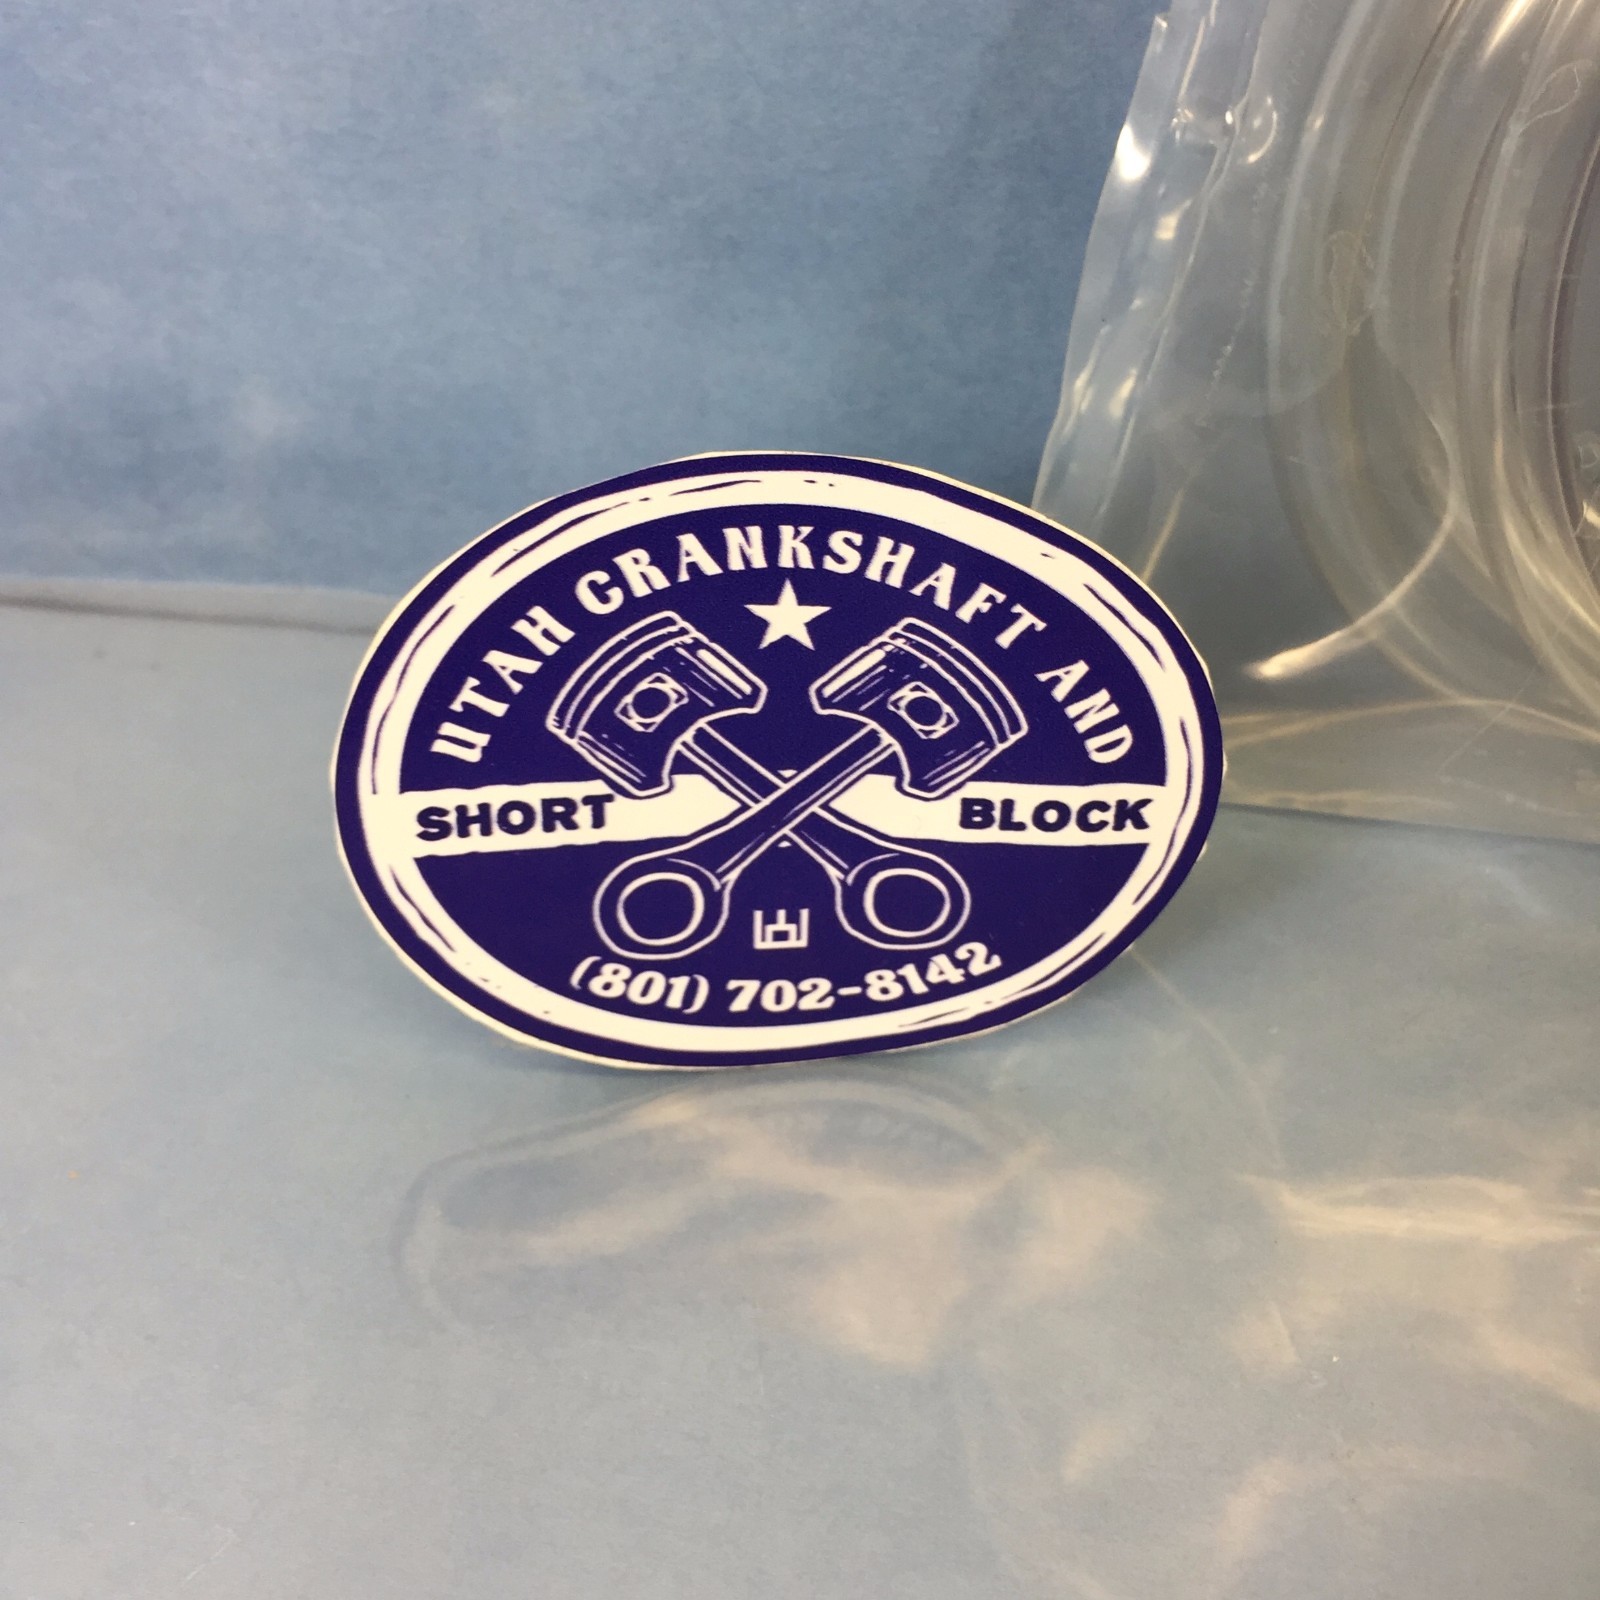 UTAH CRANKSHAFT AND
SHORT BLOCK
(801) 702-8142